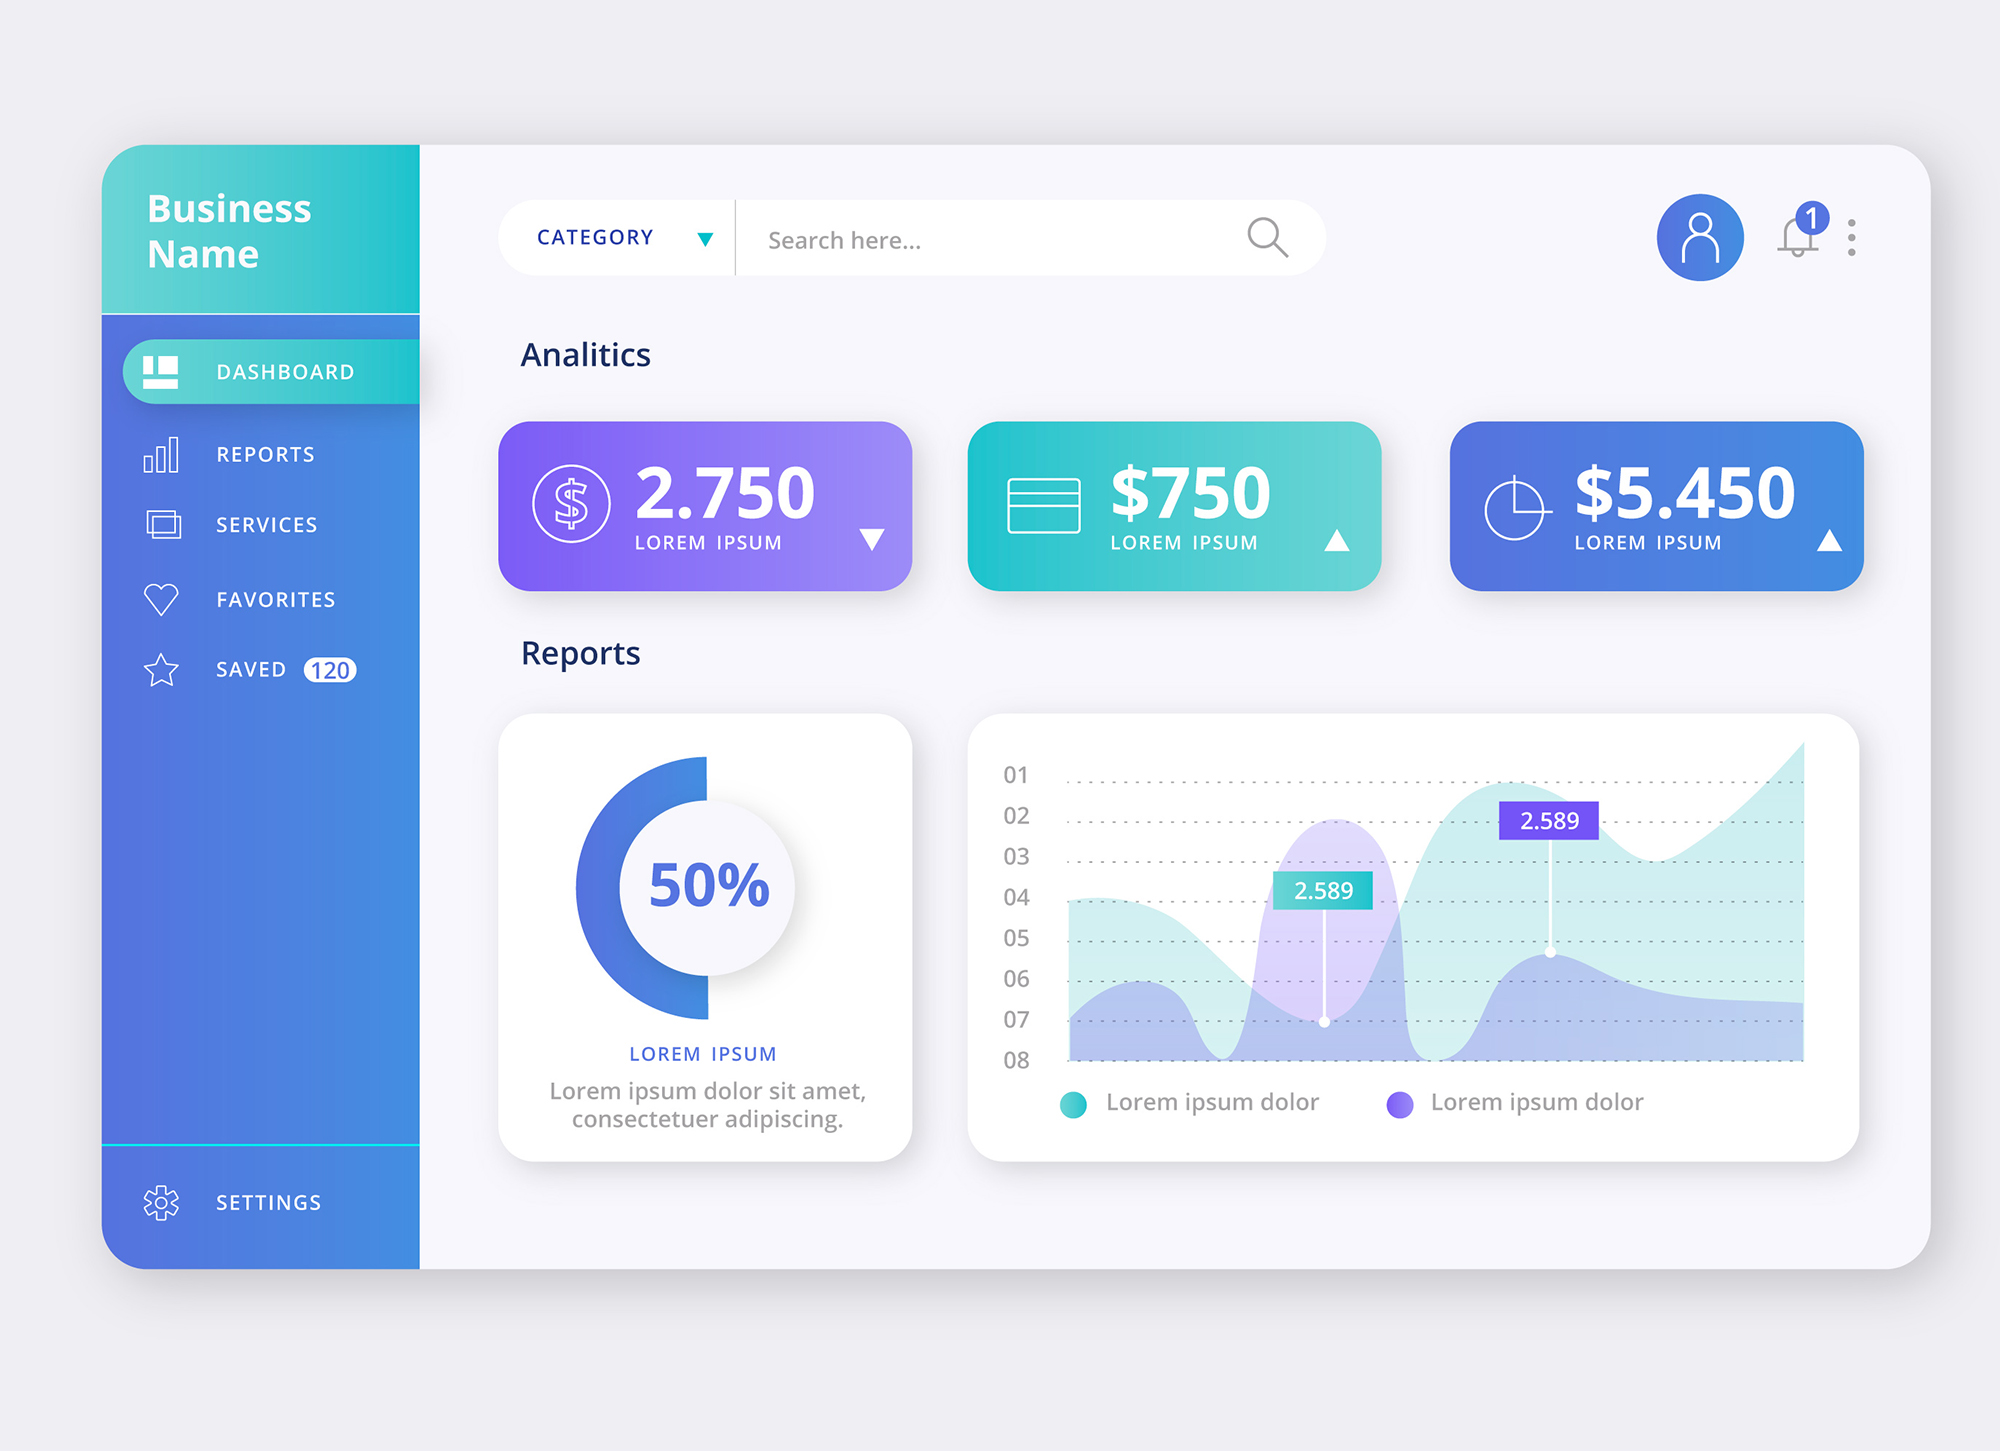 Business
Name
DASHBOARD
REPORTS
SERVICES
FAVORITES
SAVED 120
SETTINGS
CATEGORY
Search here...
1
Analitics
$
2.750
LOREM IPSUM
$750
LOREM IPSUM
$5.450
LOREM IPSUM
Reports
50%
LOREM IPSUM
Lorem ipsum dolor sit amet,
consectetuer adipiscing.
01
02
03
04
05
06
07
08
2.589
2.589
Lorem ipsum dolor
Lorem ipsum dolor